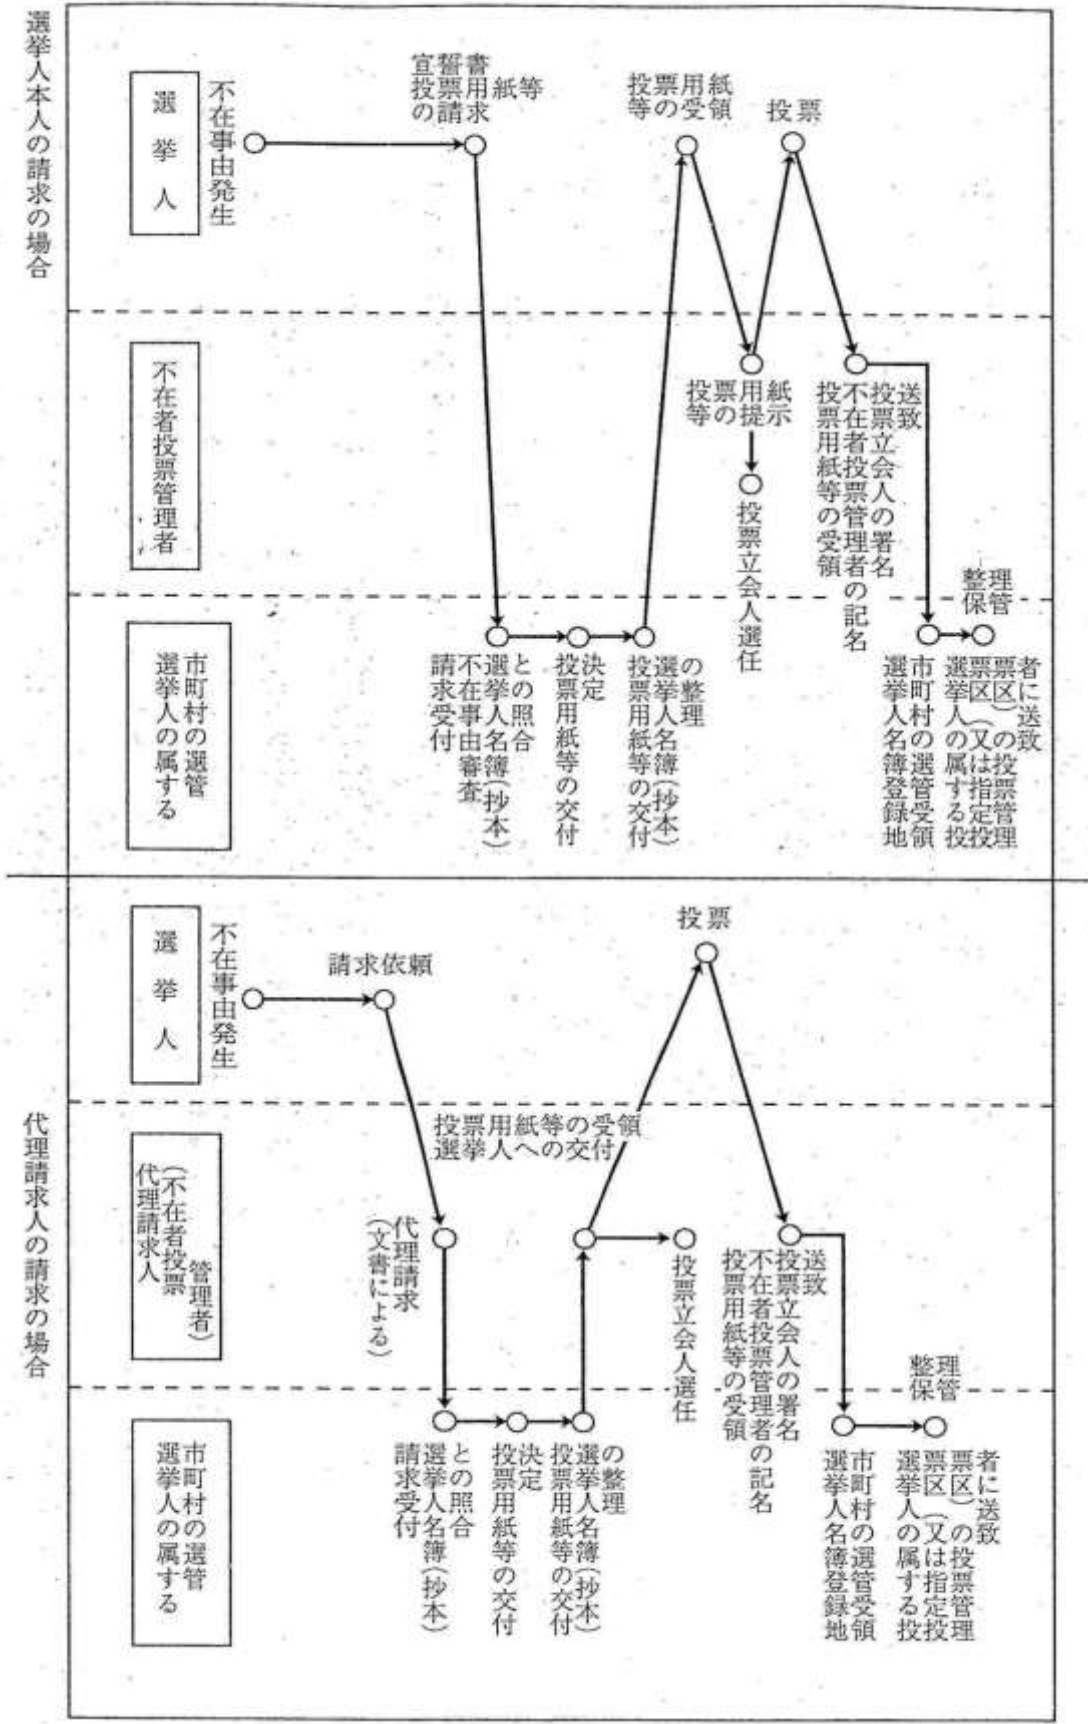 選挙人本人の請求の場合
選挙人
不在事由発生
宣誓書
投票用紙等
の請求
投票用紙
等の受領
投票
不在者投票管理者
投票用紙
等の提示
投票立会人選任
投票用紙等の受領
不在者投票管理者の記名
投票立会人の署名
送致
選挙人の属する
市町村の選管
請求受付
不在事由審査
選挙人名簿(抄本)
との照合
投票用紙等の交付
決定
投票用紙等の交付
選挙人名簿(抄本)
の整理
選挙人名簿登録地
市町村の選管受領
整理
保管
選挙人の属する投
票区(又は指定投
票区)の投票管理
者に送致
代理請求人の請求の場合
選挙人
不在事由発生
請求依頼
投票
代理請求人
(不在者投票
管理者)
代理請求
(文書による)
投票用紙等の受領
選挙人への交付
投票立会人選任
投票用紙等の受領
不在者投票管理者の記名
投票立会人の署名
送致
選挙人の属する
市町村の選管
請求受付
選挙人名簿(抄本)
との照合
投票用紙等の交付
決定
投票用紙等の交付
選挙人名簿(抄本)
の整理
選挙人名簿登録地
市町村の選管受領
整理
保管
選挙人の属する投
票区(又は指定投
票区)の投票管理
者に送致